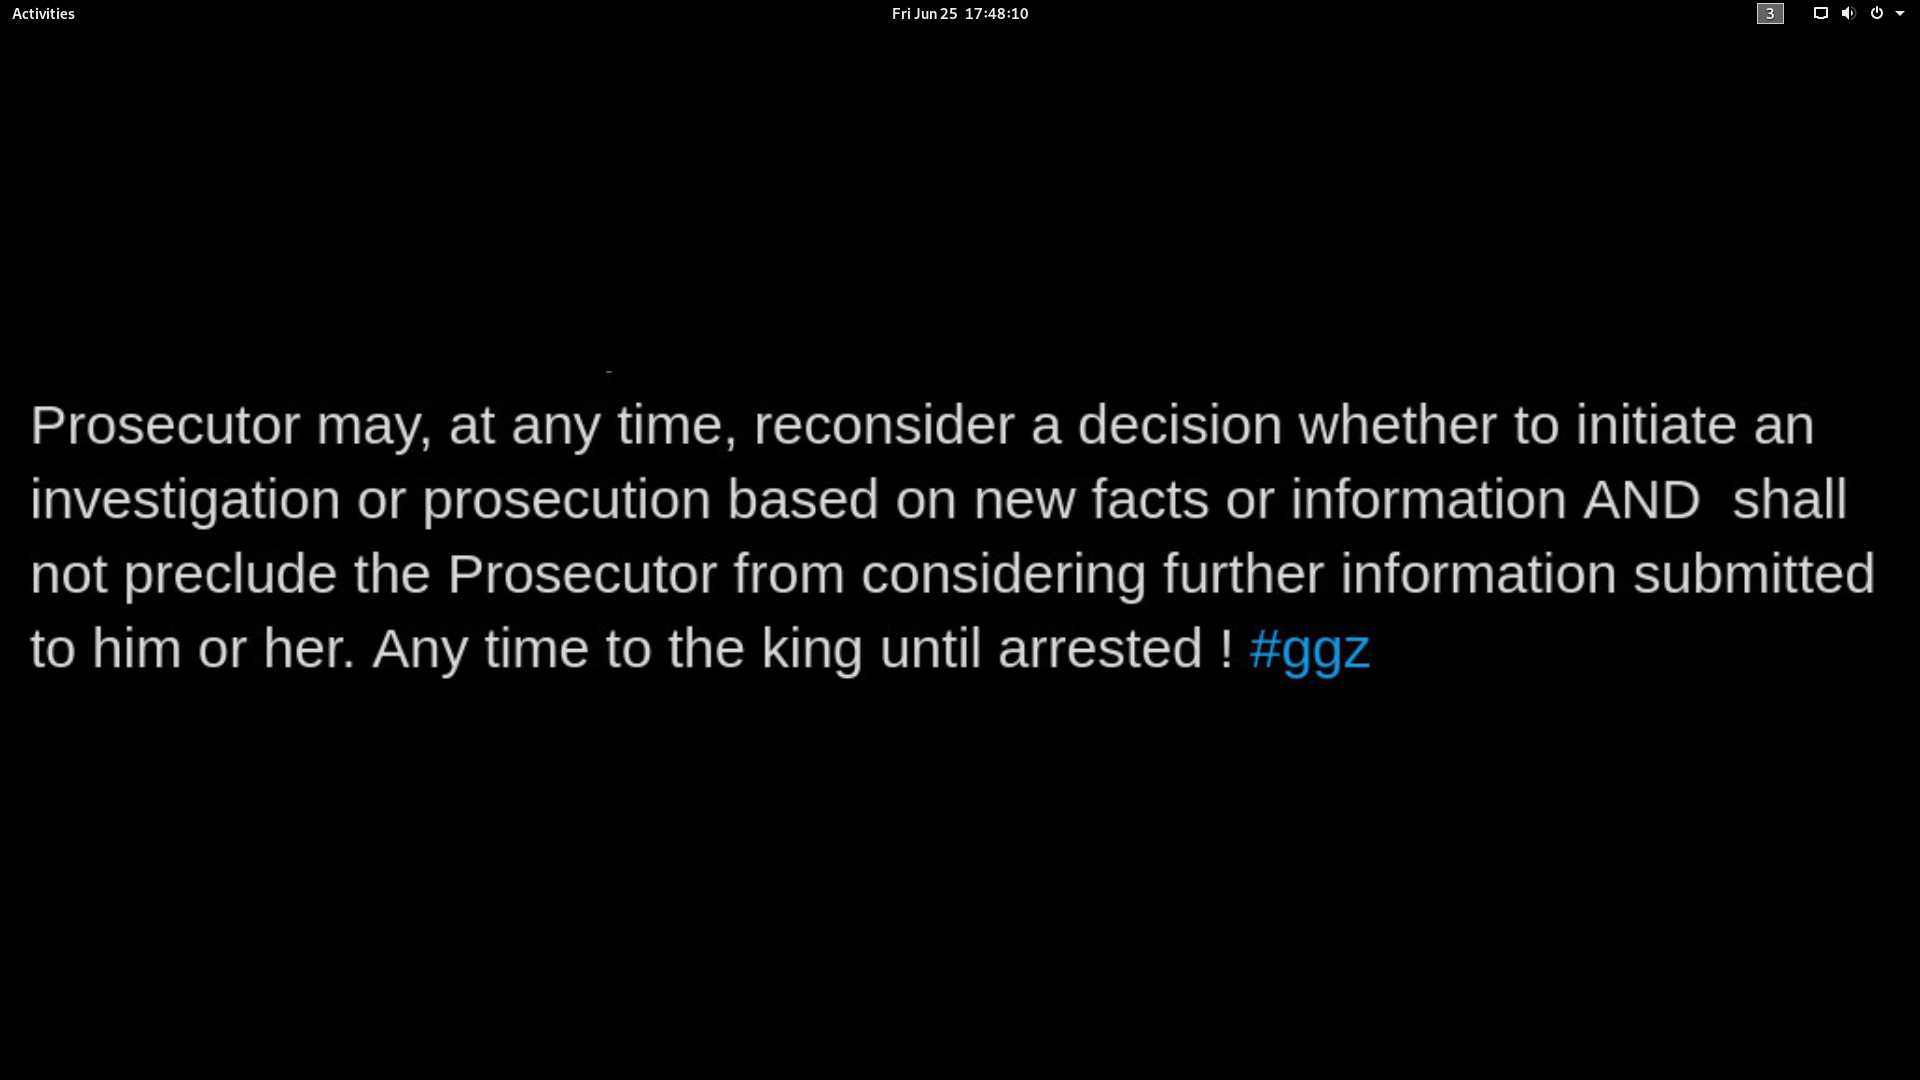 Activities Fri Jun 25 17:48:10 3
Prosecutor may, at any time, reconsider a decision whether to initiate an
investigation or prosecution based on new facts or information AND  shall
not preclude the Prosecutor from considering further information submitted
to him or her. Any time to the king until arrested ! #ggz